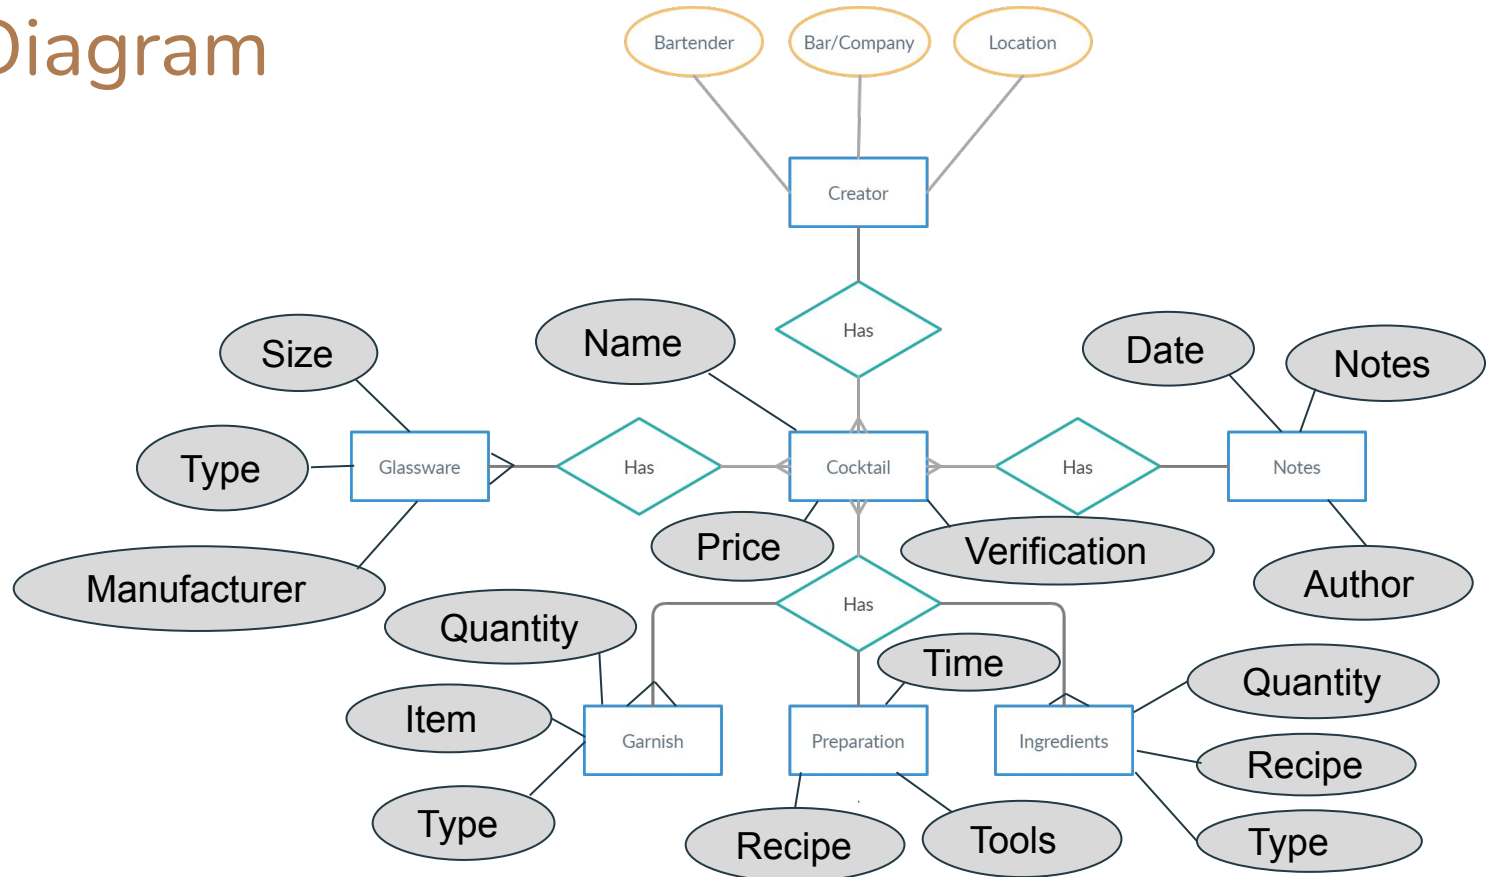 Diagram
Bartender
Bar/Company
Location
Creator
Has
Size
Name
Date
Notes
Type
Glassware
Has
Cocktail
Has
Notes
Manufacturer
Price
Verification
Author
Has
Quantity
Time
Quantity
Item
Garnish
Preparation
Ingredients
Recipe
Type
Recipe
Tools
Type